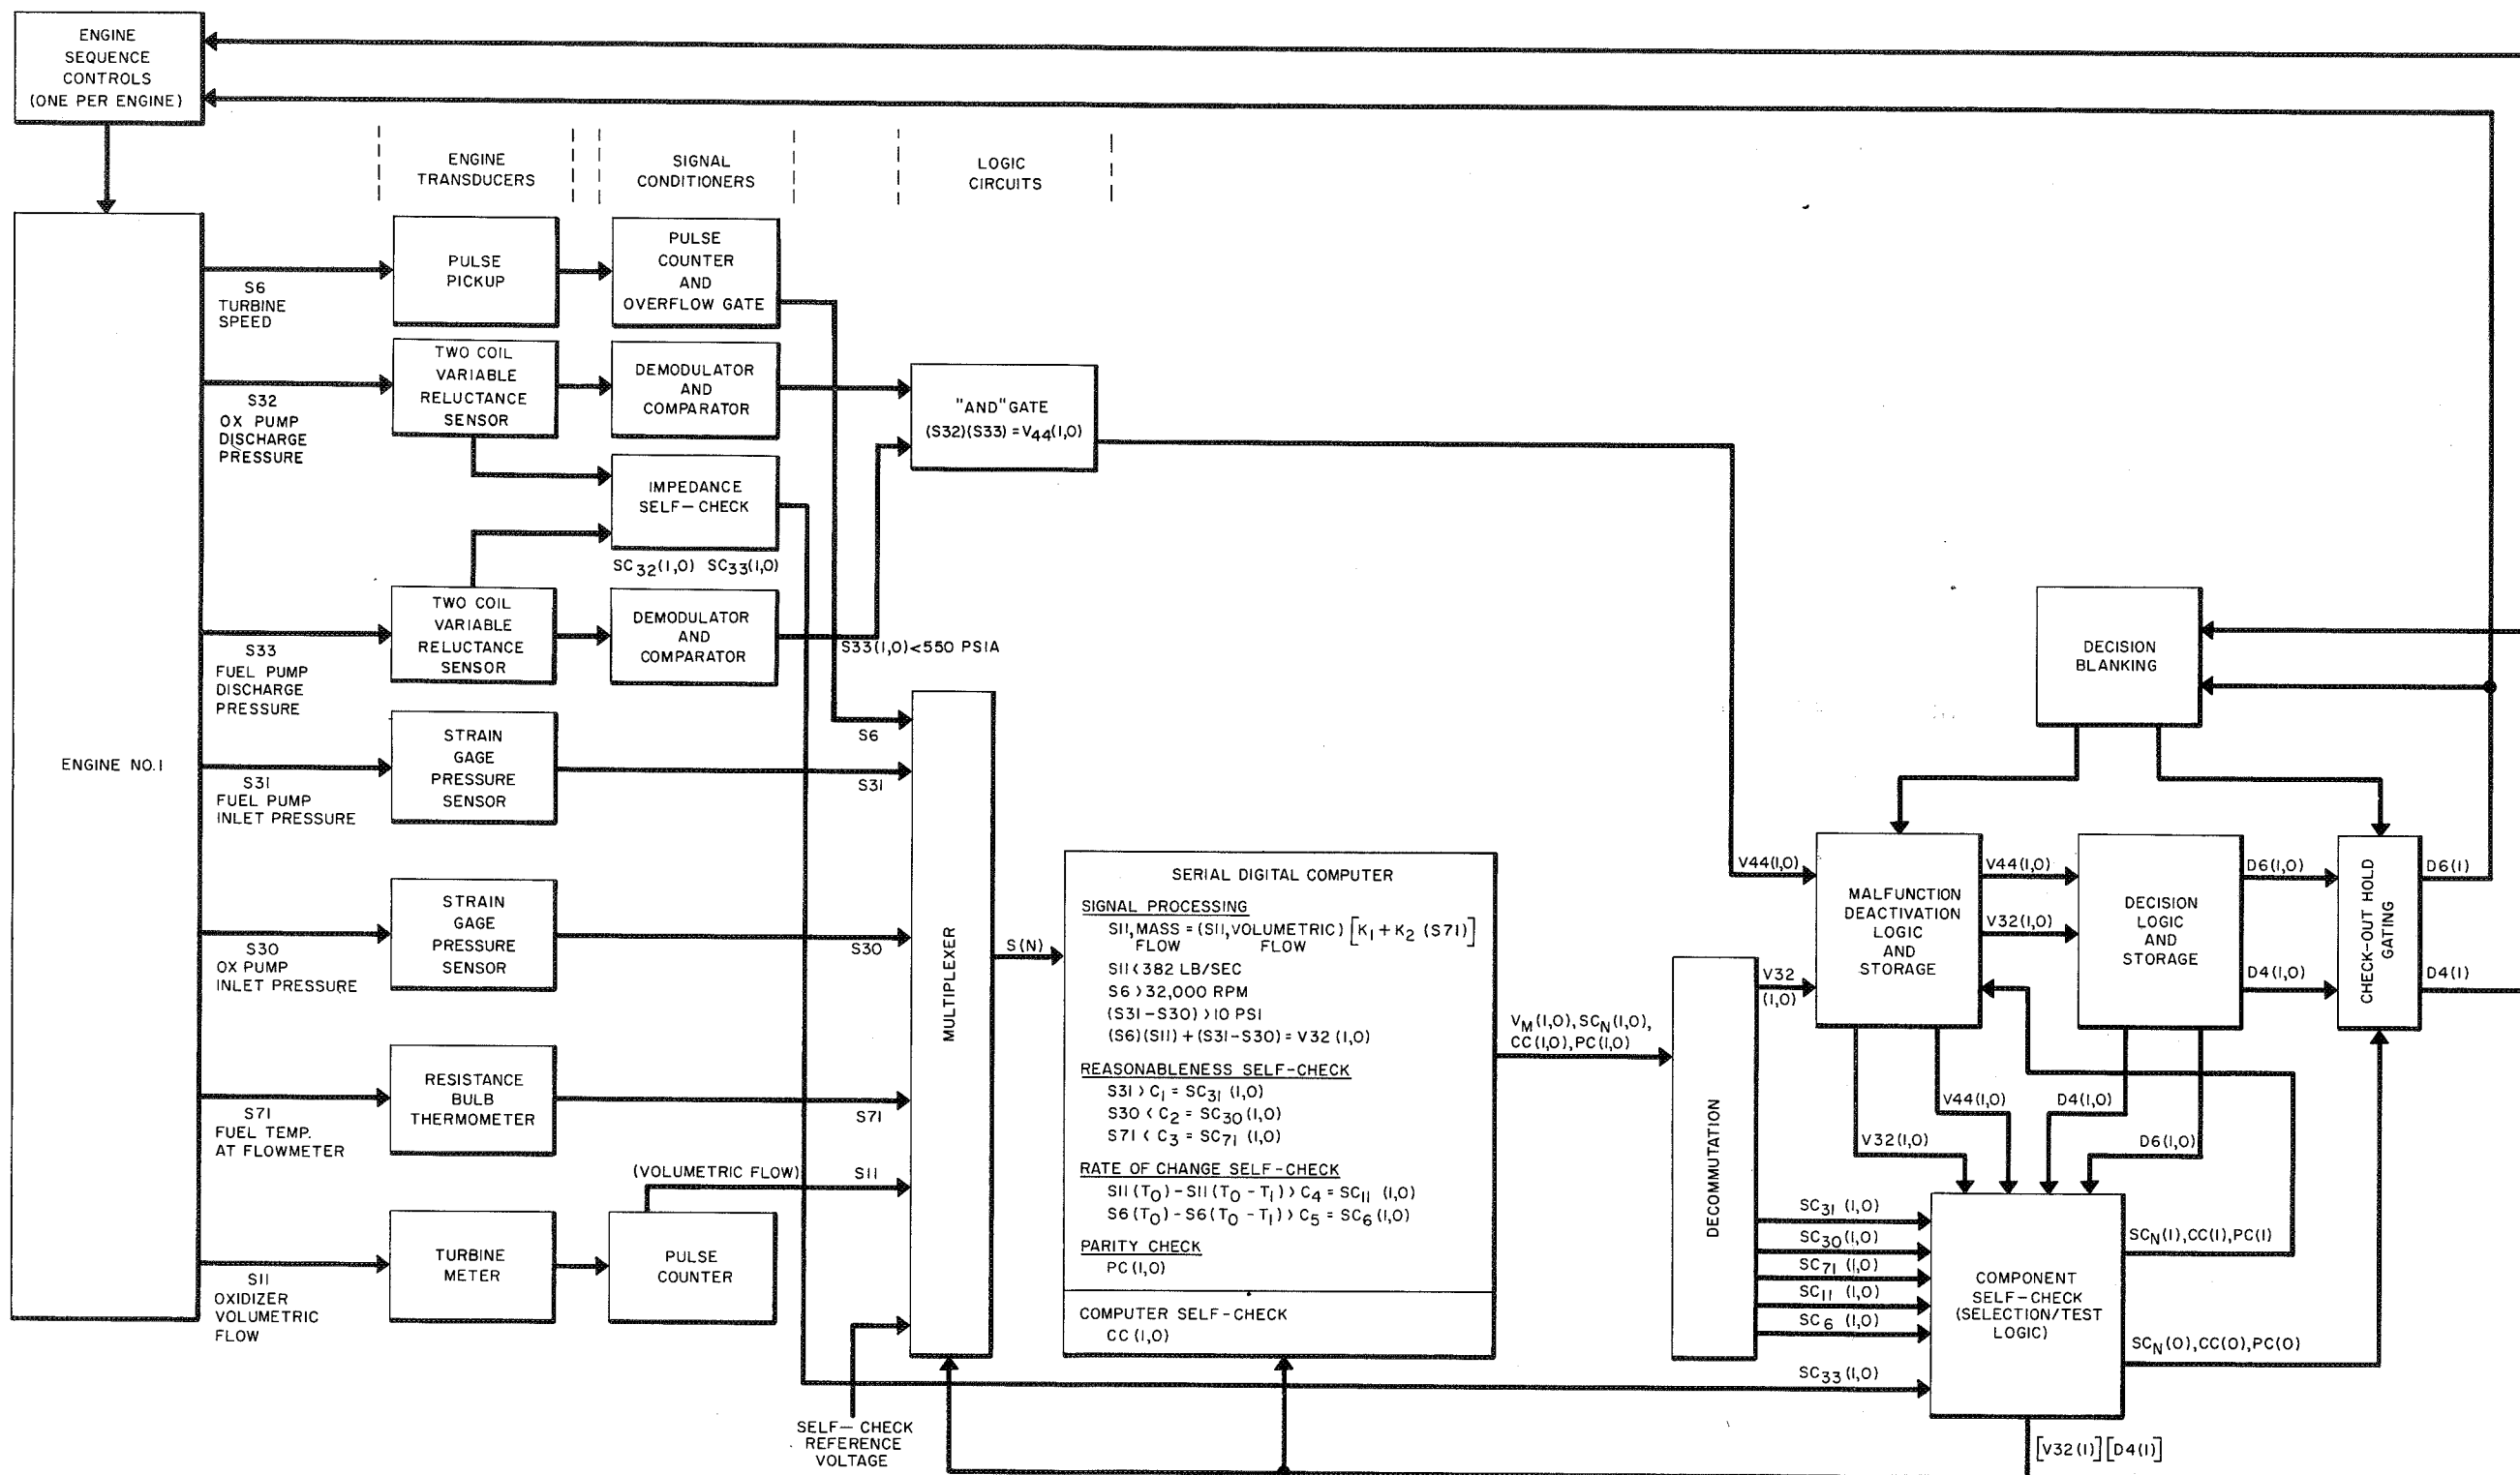 ENGINE
SEQUENCE
CONTROLS
(ONE PER ENGINE)
ENGINE
TRANSDUCERS
SIGNAL
CONDITIONERS
LOGIC
CIRCUITS
ENGINE NO.1
S6
TURBINE
SPEED
PULSE
PICKUP
PULSE
COUNTER
AND
OVERFLOW GATE
S32
OX PUMP
DISCHARGE
PRESSURE
TWO COIL
VARIABLE
RELUCTANCE
SENSOR
DEMODULATOR
AND
COMPARATOR
"AND" GATE
(S32)(S33) = V44(1,0)
IMPEDANCE
SELF-CHECK
SC32(1,0) SC33(1,0)
S33
FUEL PUMP
DISCHARGE
PRESSURE
TWO COIL
VARIABLE
RELUCTANCE
SENSOR
DEMODULATOR
AND
COMPARATOR
S33(1,0)<550 PSIA
S31
FUEL PUMP
INLET PRESSURE
STRAIN
GAGE
PRESSURE
SENSOR
S6
S31
S30
OX PUMP
INLET PRESSURE
STRAIN
GAGE
PRESSURE
SENSOR
S30
S71
FUEL TEMP.
AT FLOWMETER
RESISTANCE
BULB
THERMOMETER
S71
(VOLUMETRIC FLOW)
S11
S11
OXIDIZER
VOLUMETRIC
FLOW
TURBINE
METER
PULSE
COUNTER
SELF-CHECK
REFERENCE
VOLTAGE
MULTIPLEXER
S(N)
SERIAL DIGITAL COMPUTER
SIGNAL PROCESSING
S11, MASS = (S11, VOLUMETRIC) [K1 + K2 (S71)]
FLOW FLOW
S11 < 382 LB/SEC
S6 > 32,000 RPM
(S31-S30) > 10 PSI
(S6)(S11) + (S31-S30) = V32 (1,0)
REASONABLENESS SELF-CHECK
S31 > C1 = SC31 (1,0)
S30 < C2 = SC30 (1,0)
S71 < C3 = SC71 (1,0)
RATE OF CHANGE SELF-CHECK
S11 (T0) - S11 (T0 - T1) > C4 = SC11 (1,0)
S6 (T0) - S6 (T0 - T1) > C5 = SC6 (1,0)
PARITY CHECK
PC (1,0)
COMPUTER SELF-CHECK
CC (1,0)
VM(1,0), SCN(1,0),
CC(1,0), PC(1,0)
DECOMMUTATION
V44(1,0)
V32
(1,0)
DECISION
BLANKING
MALFUNCTION
DEACTIVATION
LOGIC
AND
STORAGE
V44(1,0)
V32(1,0)
DECISION
LOGIC
AND
STORAGE
D6(1,0)
D4(1,0)
CHECK-OUT HOLD
GATING
D6(1)
D4(1)
V44(1,0)
V32(1,0)
D4(1,0)
D6(1,0)
SC31 (1,0)
SC30 (1,0)
SC71 (1,0)
SC11 (1,0)
SC6 (1,0)
SC33 (1,0)
COMPONENT
SELF-CHECK
(SELECTION/TEST
LOGIC)
SCN(1),CC(1),PC(1)
SCN(0),CC(0),PC(0)
[V32(1)] [D4(1)]